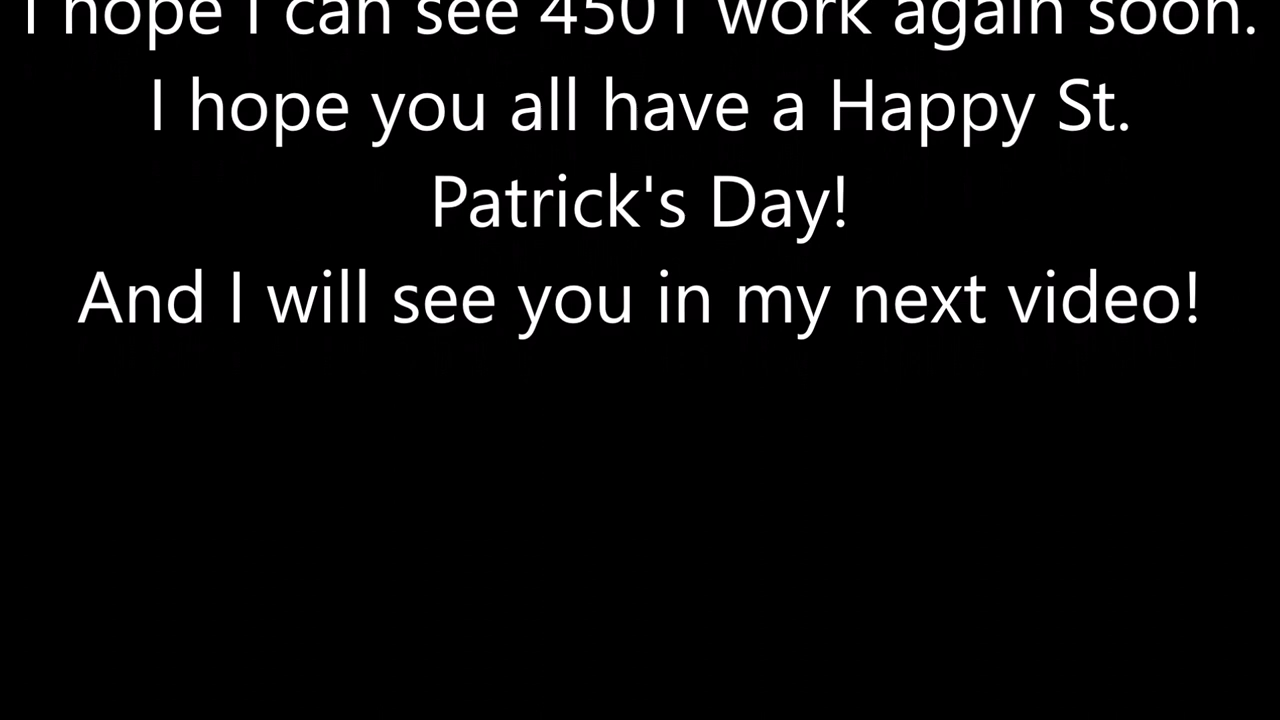 I hope I can see 4501 work again soon.
I hope you all have a Happy St.
Patrick's Day!
And I will see you in my next video!